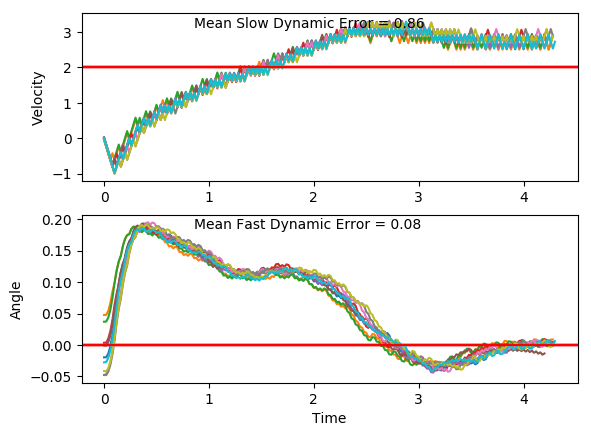 Mean Slow Dynamic Error = 0.86
Velocity
3
2
1
0
−1
0 1 2 3 4
Mean Fast Dynamic Error = 0.08
Angle
0.20
0.15
0.10
0.05
0.00
−0.05
0 1 2 3 4
Time